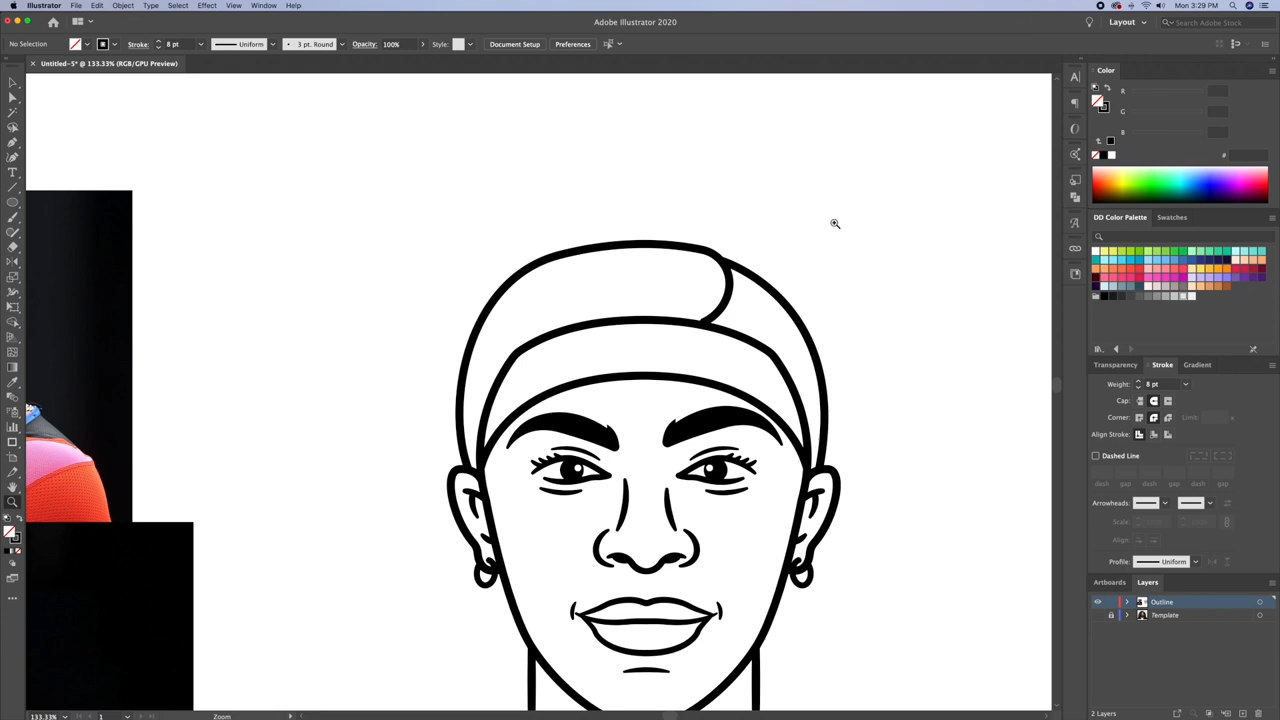 Illustrator File Edit Object Type Select Effect View Window Help
Mon 3:29 PM
Adobe Illustrator 2020
Layout
Search Adobe Stock
No Selection
Stroke: 8 pt
Uniform
3 pt. Round
Opacity: 100%
Style:
Document Setup
Preferences
Untitled-5* @ 133.33% (RGB/GPU Preview)
Color
R
G
B
#
DD Color Palette Swatches
Transparency Stroke Gradient
Weight: 8 pt
Cap:
Corner: Limit:
Align Stroke:
Dashed Line
dash gap dash gap dash gap
Arrowheads:
Scale:
Align:
Profile: Uniform
Artboards Layers
Outline
Template
2 Layers
133.33%
1
Zoom